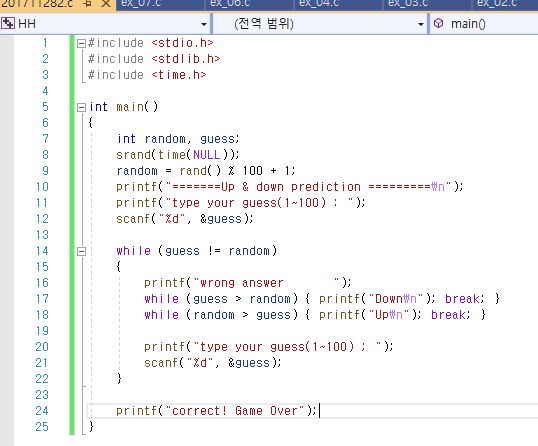 201711282.c ex_07.c ex_06.c ex_04.c ex_03.c ex_02.c
HH (전역 범위) main()
1 #include <stdio.h>
2 #include <stdlib.h>
3 #include <time.h>
4
5 int main()
6 {
7 int random, guess;
8 srand(time(NULL));
9 random = rand() % 100 + 1;
10 printf("=======Up & down prediction =========₩n");
11 printf("type your guess(1~100) : ");
12 scanf("%d", &guess);
13
14 while (guess != random)
15 {
16 printf("wrong answer       ");
17 while (guess > random) { printf("Down₩n"); break; }
18 while (random > guess) { printf("Up₩n"); break; }
19
20 printf("type your guess(1~100) : ");
21 scanf("%d", &guess);
22 }
23
24 printf("correct! Game Over");
25 }